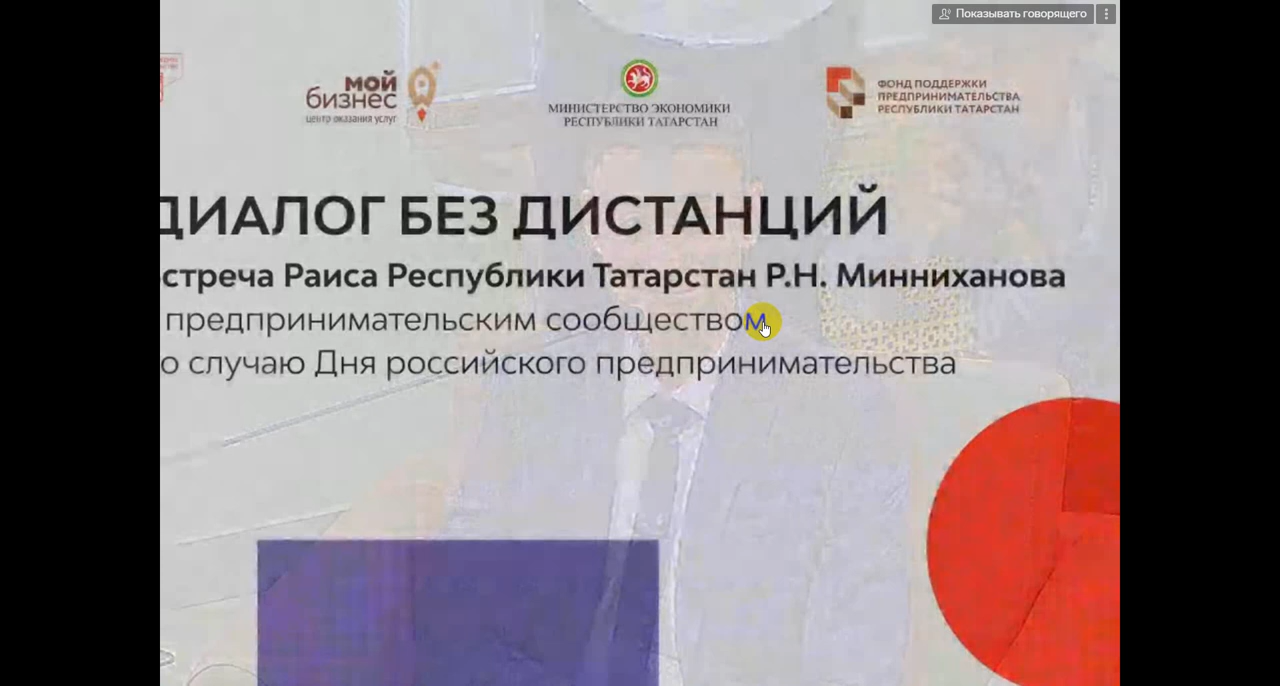 Показывать говорящего
МОЙ
бизнес
центр оказания услуг
МИНИСТЕРСТВО ЭКОНОМИКИ
РЕСПУБЛИКИ ТАТАРСТАН
ФОНД ПОДДЕРЖКИ
ПРЕДПРИНИМАТЕЛЬСТВА
РЕСПУБЛИКИ ТАТАРСТАН
ДИАЛОГ БЕЗ ДИСТАНЦИЙ
стреча Раиса Республики Татарстан Р.Н. Минниханова
предпринимательским сообществом
о случаю Дня российского предпринимательства